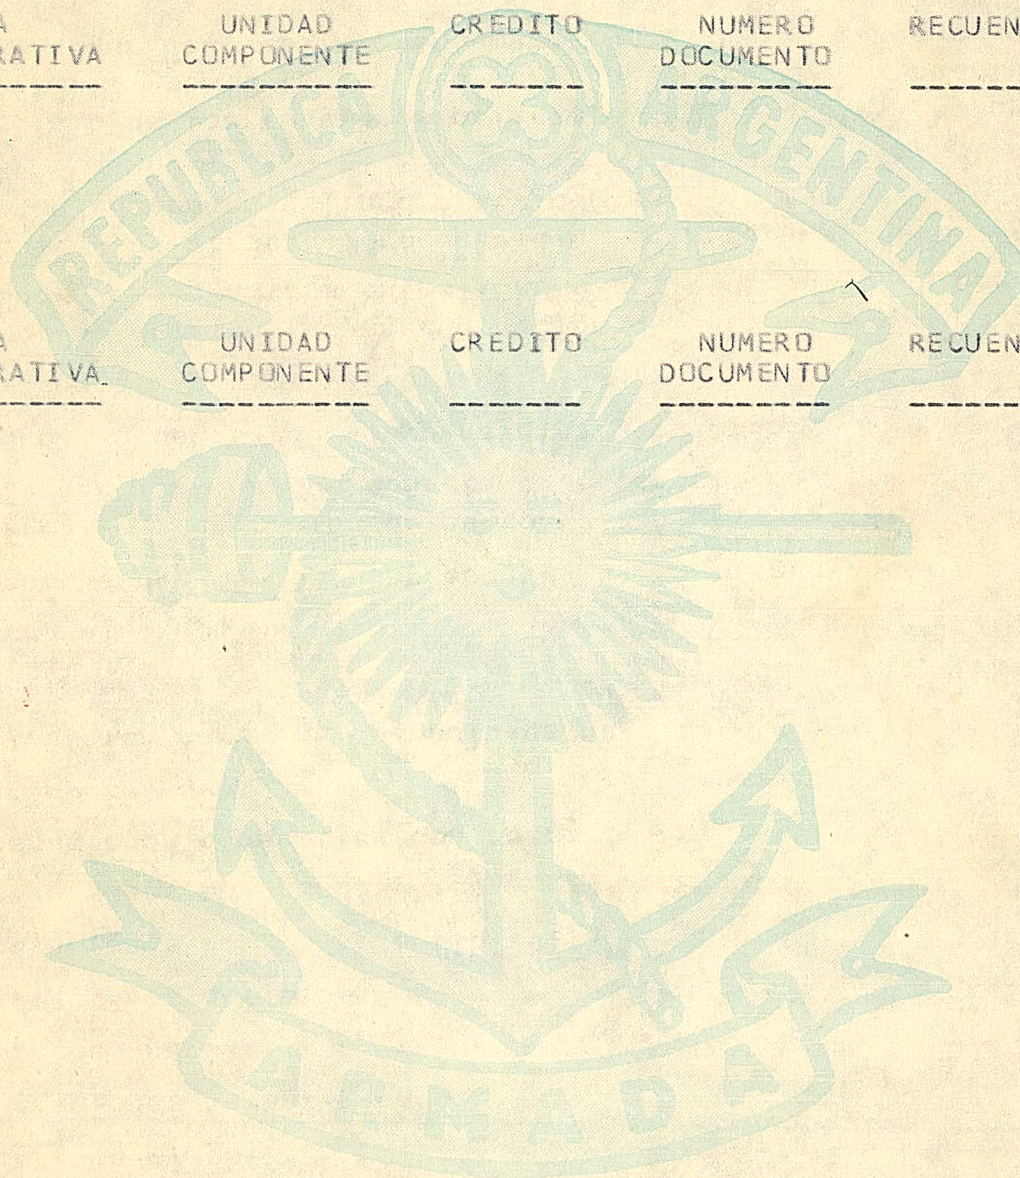 A UNIDAD CREDITO NUMERO RECUEN
RATIVA COMPONENTE DOCUMENTO
REPUBLICA ARGENTINA
A UNIDAD CREDITO NUMERO RECUEN
RATIVA COMPONENTE DOCUMENTO
ARMADA